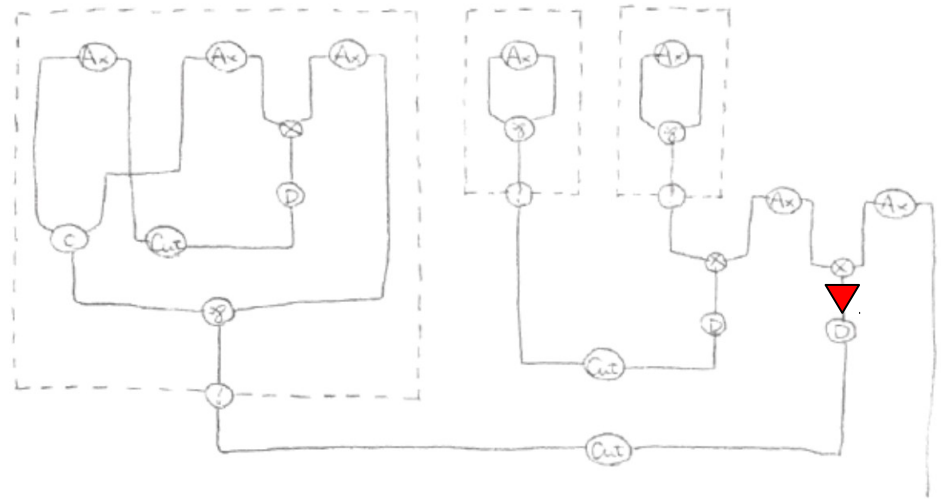 Ax Ax Ax Ax Ax
⊗ ⅋ ⅋
D ! ! Ax Ax
C Cut ⊗ ⊗
⅋ D D
! Cut
Cut